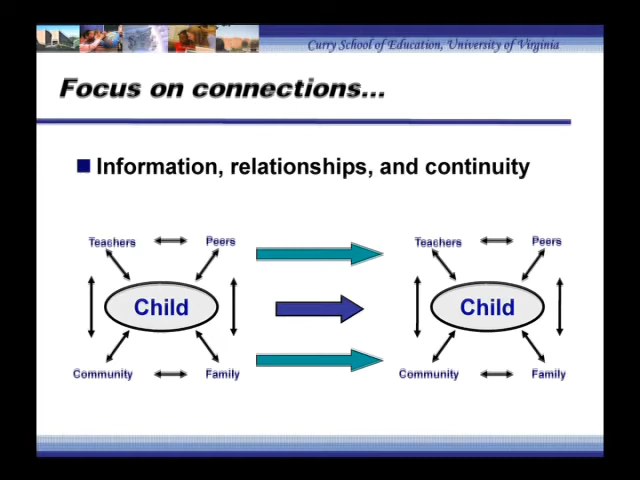 Curry School of Education, University of Virginia
Focus on connections...
Information, relationships, and continuity
Teachers Peers Teachers Peers
Child Child
Community Family Community Family